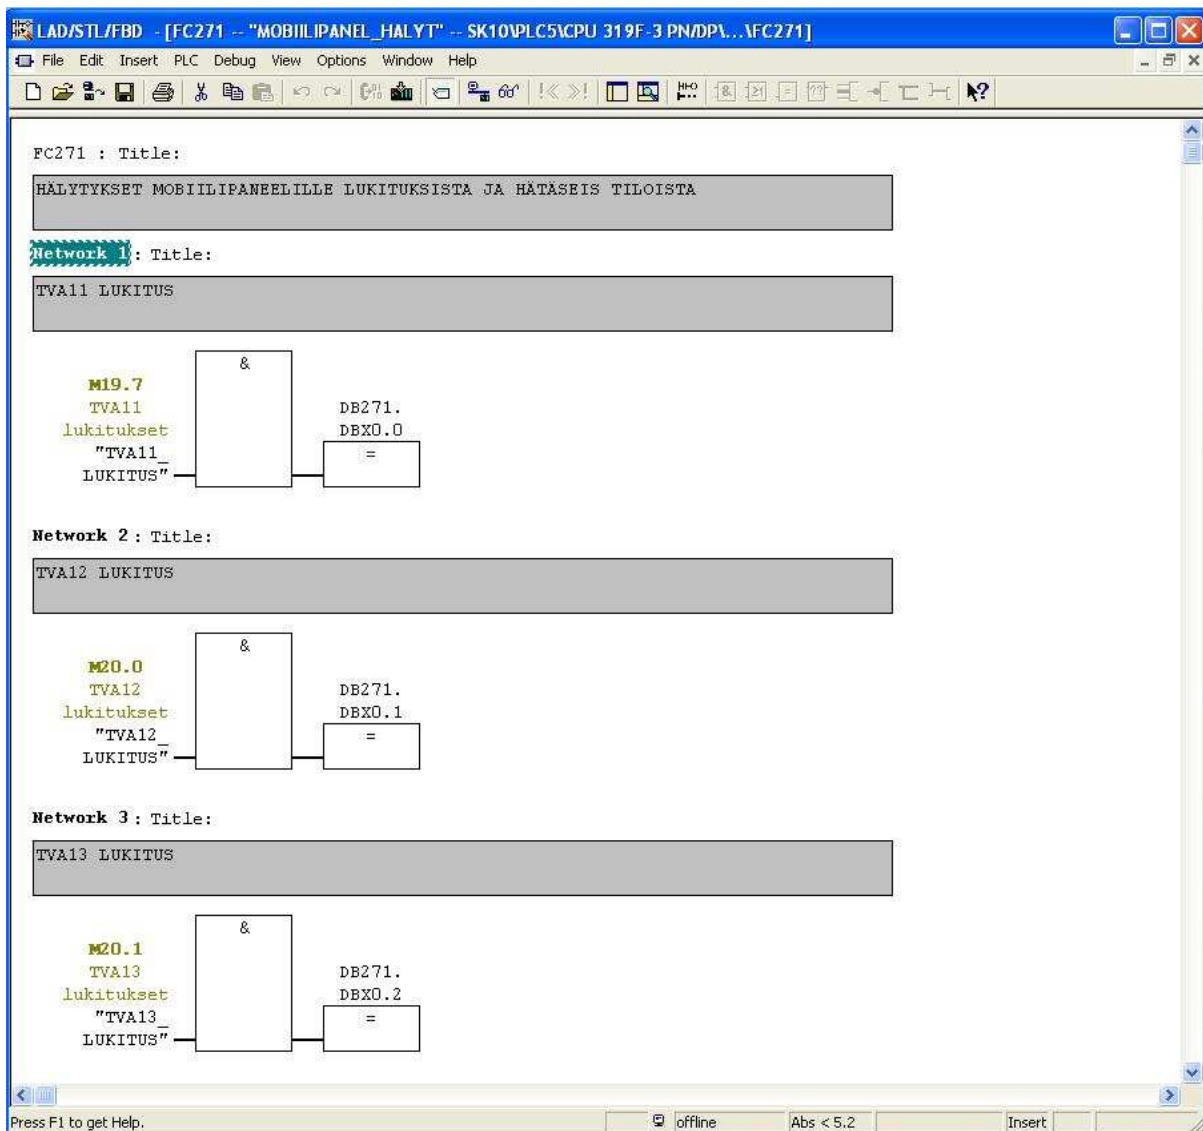 LAD/STL/FBD - [FC271 -- "MOBIILIPANEL_HALYT" -- SK10\PLC5\CPU 319F-3 PN/DP\...\FC271]
File Edit Insert PLC Debug View Options Window Help
FC271 : Title:
HÄLYTYKSET MOBIILIPANEELILLE LUKITUKSISTA JA HÄTÄSEIS TILOISTA
Network 1 : Title:
TVA11 LUKITUS
&
M19.7
TVA11
lukitukset
"TVA11_
LUKITUS"
DB271.
DBX0.0
=
Network 2 : Title:
TVA12 LUKITUS
&
M20.0
TVA12
lukitukset
"TVA12_
LUKITUS"
DB271.
DBX0.1
=
Network 3 : Title:
TVA13 LUKITUS
&
M20.1
TVA13
lukitukset
"TVA13_
LUKITUS"
DB271.
DBX0.2
=
Press F1 to get Help. offline Abs < 5.2 Insert